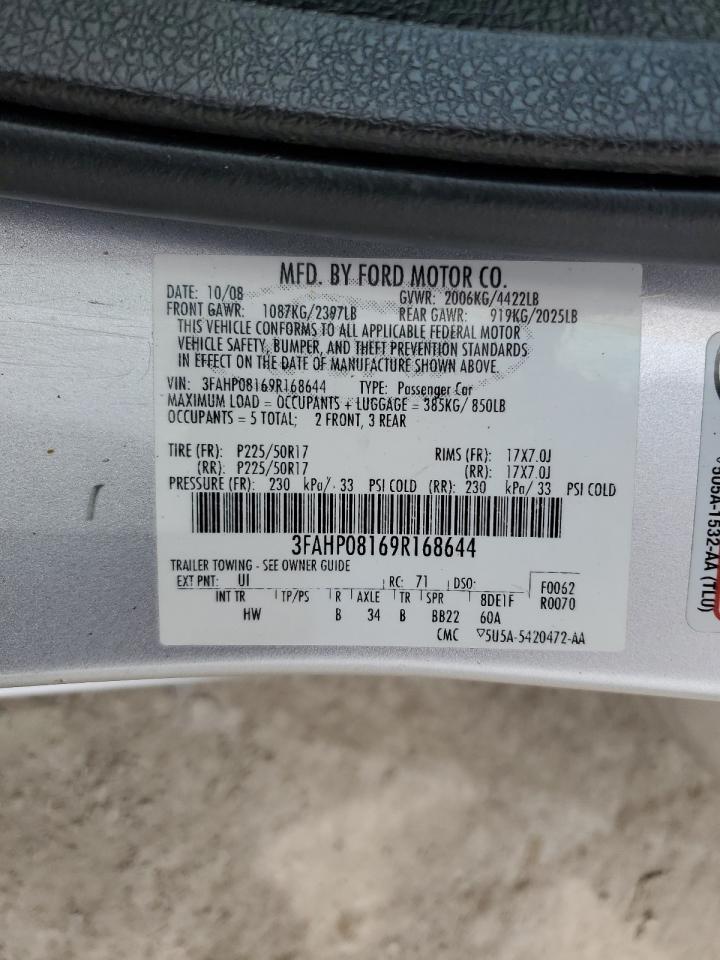 MFD. BY FORD MOTOR CO.
DATE: 10/08 GVWR: 2006KG/4422LB
FRONT GAWR: 1087KG/2397LB REAR GAWR: 919KG/2025LB
THIS VEHICLE CONFORMS TO ALL APPLICABLE FEDERAL MOTOR
VEHICLE SAFETY, BUMPER, AND THEFT PREVENTION STANDARDS
IN EFFECT ON THE DATE OF MANUFACTURE SHOWN ABOVE.
VIN: 3FAHP08169R168644 TYPE: Passenger Car
MAXIMUM LOAD = OCCUPANTS + LUGGAGE = 385KG/ 850LB
OCCUPANTS = 5 TOTAL; 2 FRONT, 3 REAR
TIRE (FR): P225/50R17 RIMS (FR): 17X7.0J
(RR): P225/50R17 (RR): 17X7.0J
PRESSURE (FR): 230 kPa/ 33 PSI COLD (RR): 230 kPa/ 33 PSI COLD
3FAHP08169R168644
TRAILER TOWING - SEE OWNER GUIDE
EXT PNT: UI RC: 71 DSO: F0062
INT TR TP/PS R AXLE TR SPR 8DE1F R0070
HW B 34 B BB22 60A
CMC ▽5U5A-5420472-AA
5U5A-1532-AA (TL0)